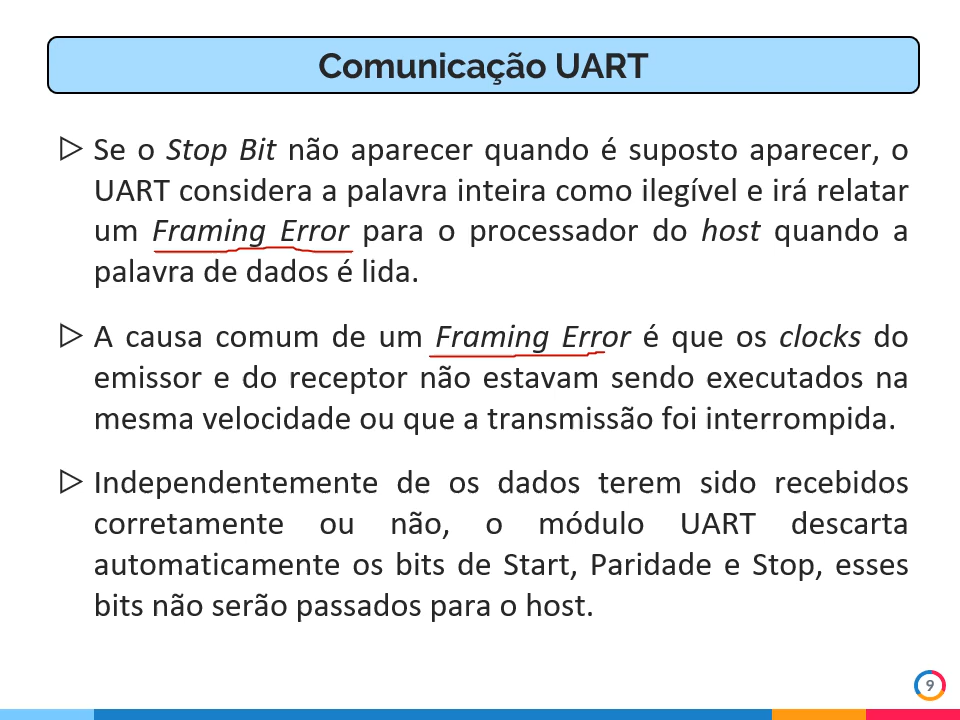 Comunicação UART
Se o Stop Bit não aparecer quando é suposto aparecer, o
UART considera a palavra inteira como ilegível e irá relatar
um Framing Error para o processador do host quando a
palavra de dados é lida.
A causa comum de um Framing Error é que os clocks do
emissor e do receptor não estavam sendo executados na
mesma velocidade ou que a transmissão foi interrompida.
Independentemente de os dados terem sido recebidos
corretamente ou não, o módulo UART descarta
automaticamente os bits de Start, Paridade e Stop, esses
bits não serão passados para o host.
9